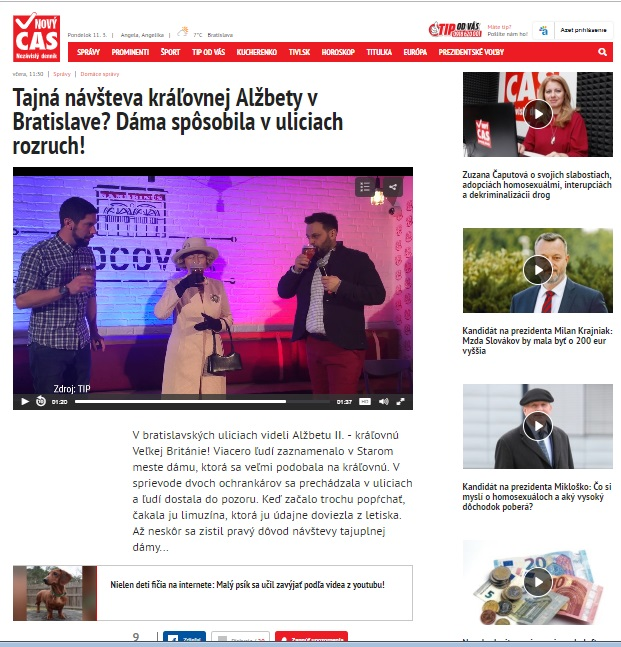 NOVÝ
ČAS
Nezávislý denník
Pondelok 11. 3. | Angela, Angelika | 7°C Bratislava
TIP OD VÁS
Máte tip?
Pošlite nám ho!
Azet prihlásenie
SPRÁVY PROMINENTI ŠPORT TIP OD VÁS KUCHERENKO TIVI.SK HOROSKOP TITULKA EURÓPA PREZIDENTSKÉ VOĽBY
včera, 11:30 | Správy | Domáce správy
Tajná návšteva kráľovnej Alžbety v
Bratislave? Dáma spôsobila v uliciach
rozruch!
Zdroj: TIP
01:20
01:37
V bratislavských uliciach videli Alžbetu II. - kráľovnú
Veľkej Británie! Viacero ľudí zaznamenalo v Starom
meste dámu, ktorá sa veľmi podobala na kráľovnú. V
sprievode dvoch ochrankárov sa prechádzala v uliciach
a ľudí dostala do pozoru. Keď začalo trochu popŕchať,
čakala ju limuzína, ktorá ju údajne doviezla z letiska.
Až neskôr sa zistil pravý dôvod návštevy tajuplnej
dámy...
Nielen deti fičia na internete: Malý psík sa učil zavýjať podľa videa z youtube!
9
Zuzana Čaputová o svojich slabostiach,
adopciách homosexuálmi, interupciách
a dekriminalizácii drog
Kandidát na prezidenta Milan Krajniak:
Mzda Slovákov by mala byť o 200 eur
vyššia
Kandidát na prezidenta Mikloško: Čo si
myslí o homosexuáloch a aký vysoký
dôchodok poberá?